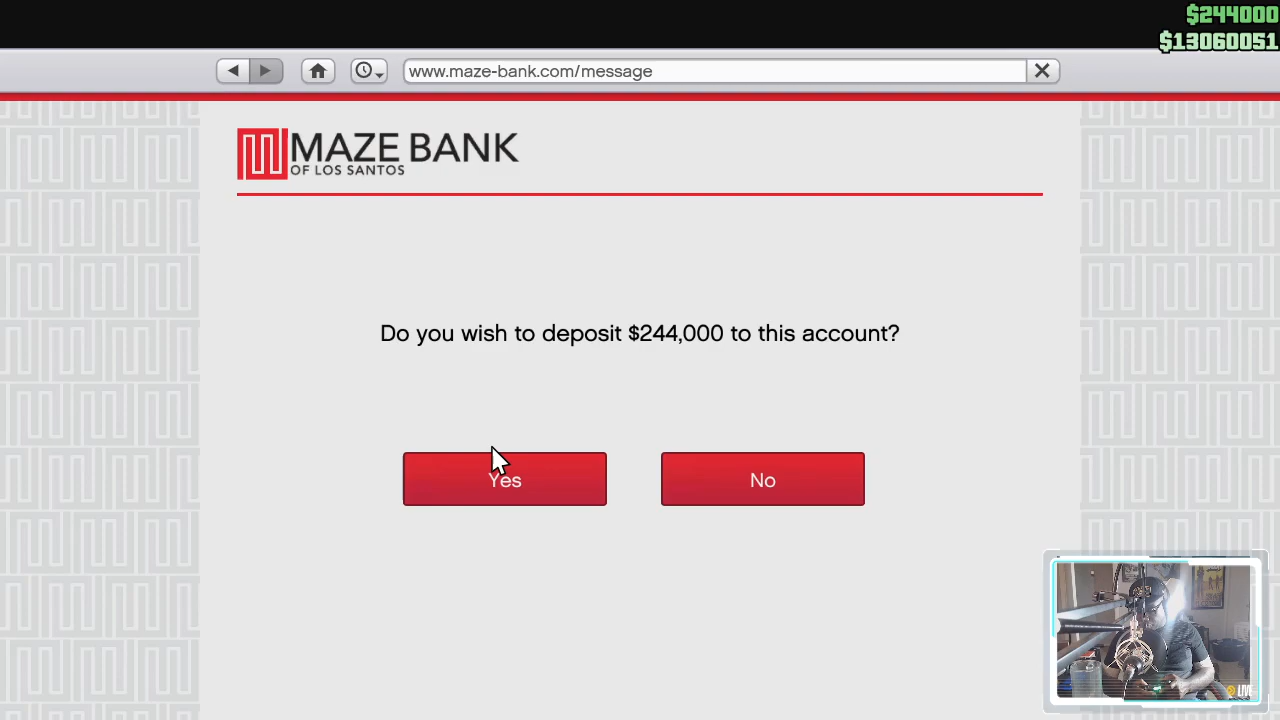 $244000
$13060051
www.maze-bank.com/message
MAZE BANK
OF LOS SANTOS
Do you wish to deposit $244,000 to this account?
Yes
No
LIVE